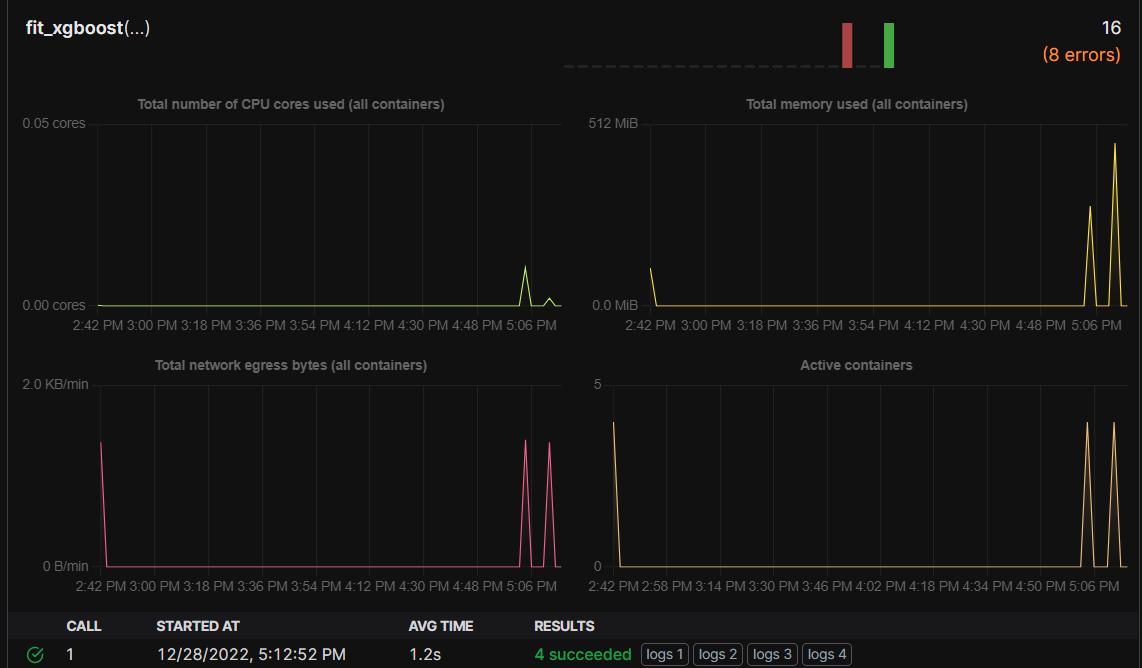 fit_xgboost(...) 16
(8 errors)
Total number of CPU cores used (all containers)
0.05 cores
0.00 cores
2:42 PM 3:00 PM 3:18 PM 3:36 PM 3:54 PM 4:12 PM 4:30 PM 4:48 PM 5:06 PM
Total memory used (all containers)
512 MiB
0.0 MiB
2:42 PM 3:00 PM 3:18 PM 3:36 PM 3:54 PM 4:12 PM 4:30 PM 4:48 PM 5:06 PM
Total network egress bytes (all containers)
2.0 KB/min
0 B/min
2:42 PM 3:00 PM 3:18 PM 3:36 PM 3:54 PM 4:12 PM 4:30 PM 4:48 PM 5:06 PM
Active containers
5
0
2:42 PM 2:58 PM 3:14 PM 3:30 PM 3:46 PM 4:02 PM 4:18 PM 4:34 PM 4:50 PM 5:06 PM
CALL STARTED AT AVG TIME RESULTS
1 12/28/2022, 5:12:52 PM 1.2s 4 succeeded logs 1 logs 2 logs 3 logs 4